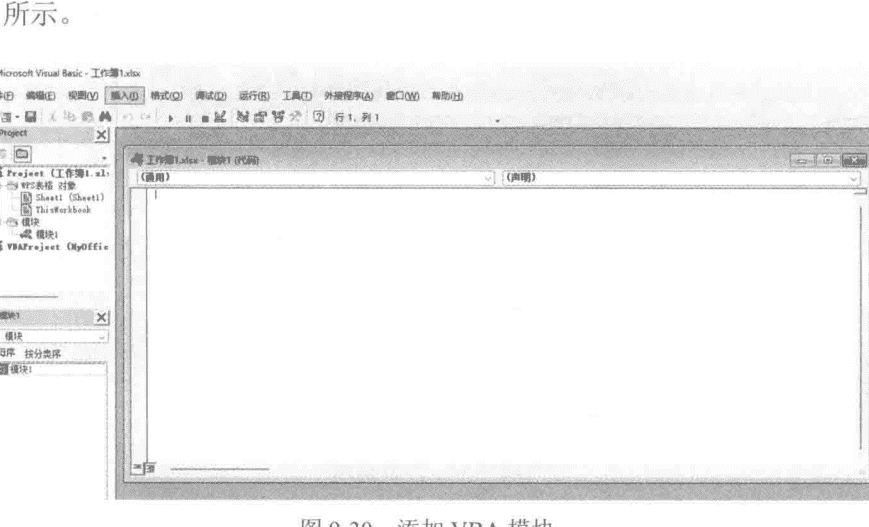 所示。
Microsoft Visual Basic - 工作簿1.xlsx
编辑(E) 视图(V) 插入(I) 格式(O) 调试(D) 运行(R) 工具(T) 外接程序(A) 窗口(W) 帮助(H)
行 1, 列 1
Project
工作簿1.xlsx - 模块1 (代码)
(通用) (声明)
Project (工作簿1.xl
WPS表格 对象
Sheet1 (Sheet1)
ThisWorkbook
模块
模块1
VBAProject (MyOffic
模块1
模块
按分类序
模块1
图 9-39 添加 VBA 模块